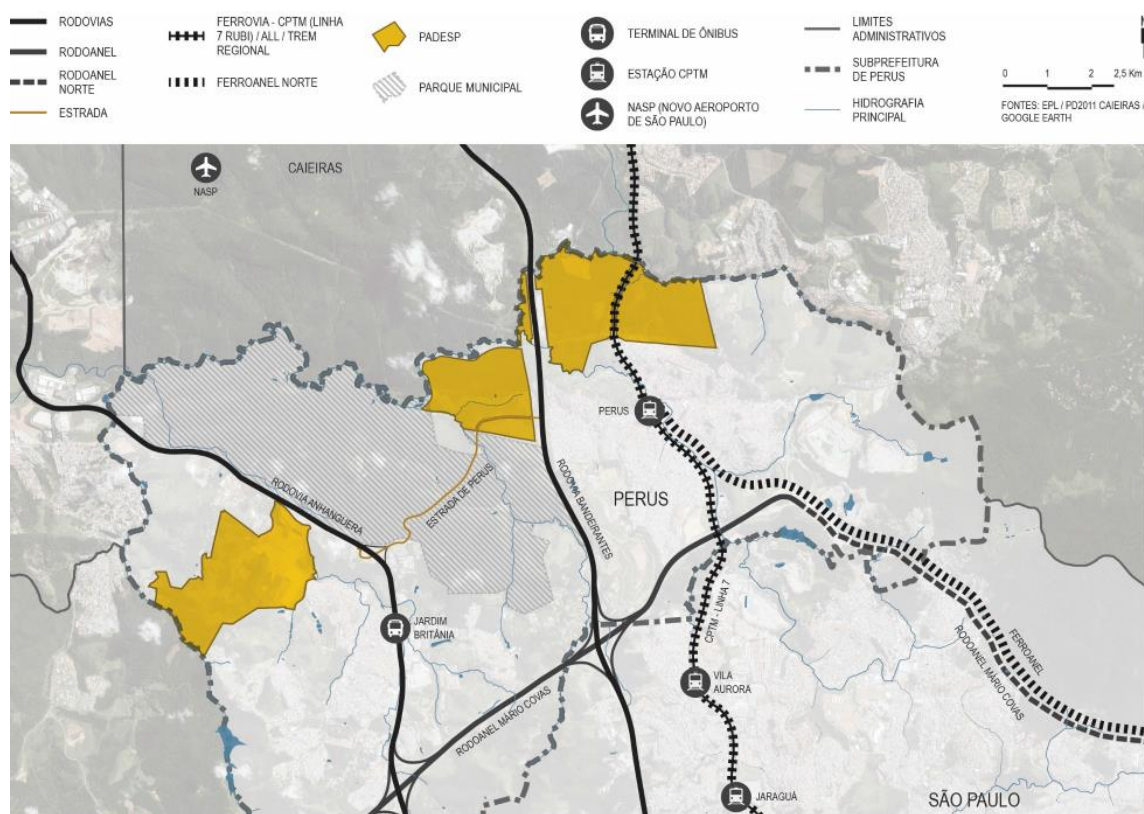 RODOVIAS
RODOANEL
RODOANEL
NORTE
ESTRADA
FERROVIA - CPTM (LINHA
7 RUBI) / ALL / TREM
REGIONAL
FERROANEL NORTE
PADESP
PARQUE MUNICIPAL
TERMINAL DE ÔNIBUS
ESTAÇÃO CPTM
NASP (NOVO AEROPORTO
DE SÃO PAULO)
LIMITES
ADMINISTRATIVOS
SUBPREFEITURA
DE PERUS
HIDROGRAFIA
PRINCIPAL
0 1 2 2,5 Km
FONTES: EPL / PD2011 CAIEIRAS /
GOOGLE EARTH
NASP
CAIEIRAS
PERUS
PERUS
RODOVIA ANHANGUERA
ESTRADA DE PERUS
RODOVIA BANDEIRANTES
JARDIM
BRITÂNIA
CPTM - LINHA 7
RODOANEL MÁRIO COVAS
VILA
AURORA
FERROANEL
RODOANEL MÁRIO COVAS
JARAGUÁ
SÃO PAULO